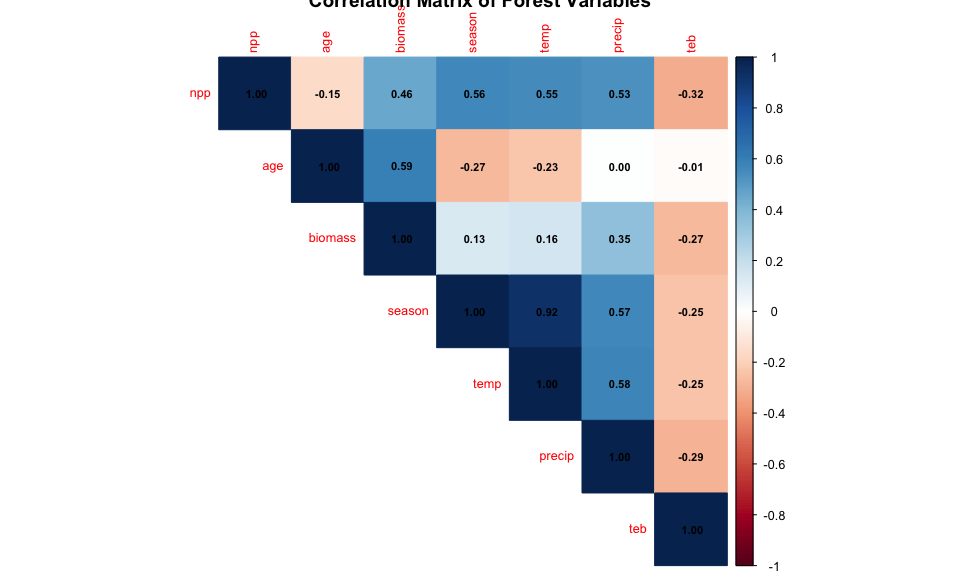 Correlation Matrix of Forest Variables
npp age biomass season temp precip teb
npp 1.00 -0.15 0.46 0.56 0.55 0.53 -0.32
age 1.00 0.59 -0.27 -0.23 0.00 -0.01
biomass 1.00 0.13 0.16 0.35 -0.27
season 1.00 0.92 0.57 -0.25
temp 1.00 0.58 -0.25
precip 1.00 -0.29
teb 1.00
1
0.8
0.6
0.4
0.2
0
-0.2
-0.4
-0.6
-0.8
-1